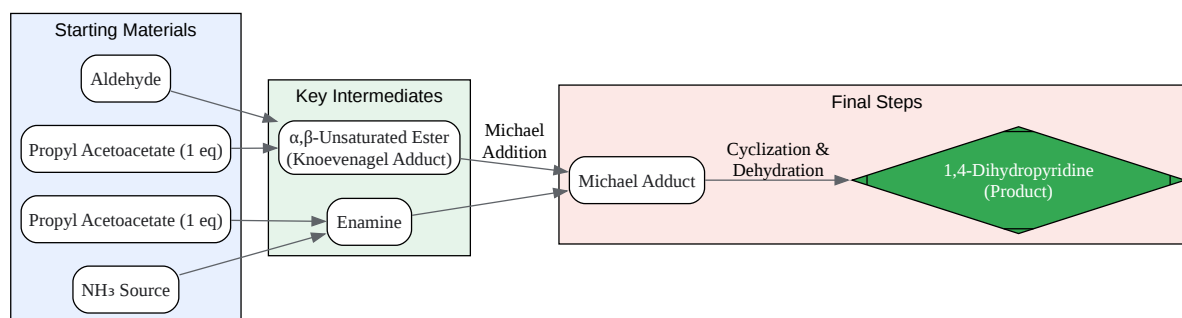 Starting Materials
Aldehyde
Propyl Acetoacetate (1 eq)
Propyl Acetoacetate (1 eq)
NH₃ Source
Key Intermediates
α,β-Unsaturated Ester
(Knoevenagel Adduct)
Enamine
Michael
Addition
Final Steps
Michael Adduct
Cyclization &
Dehydration
1,4-Dihydropyridine
(Product)